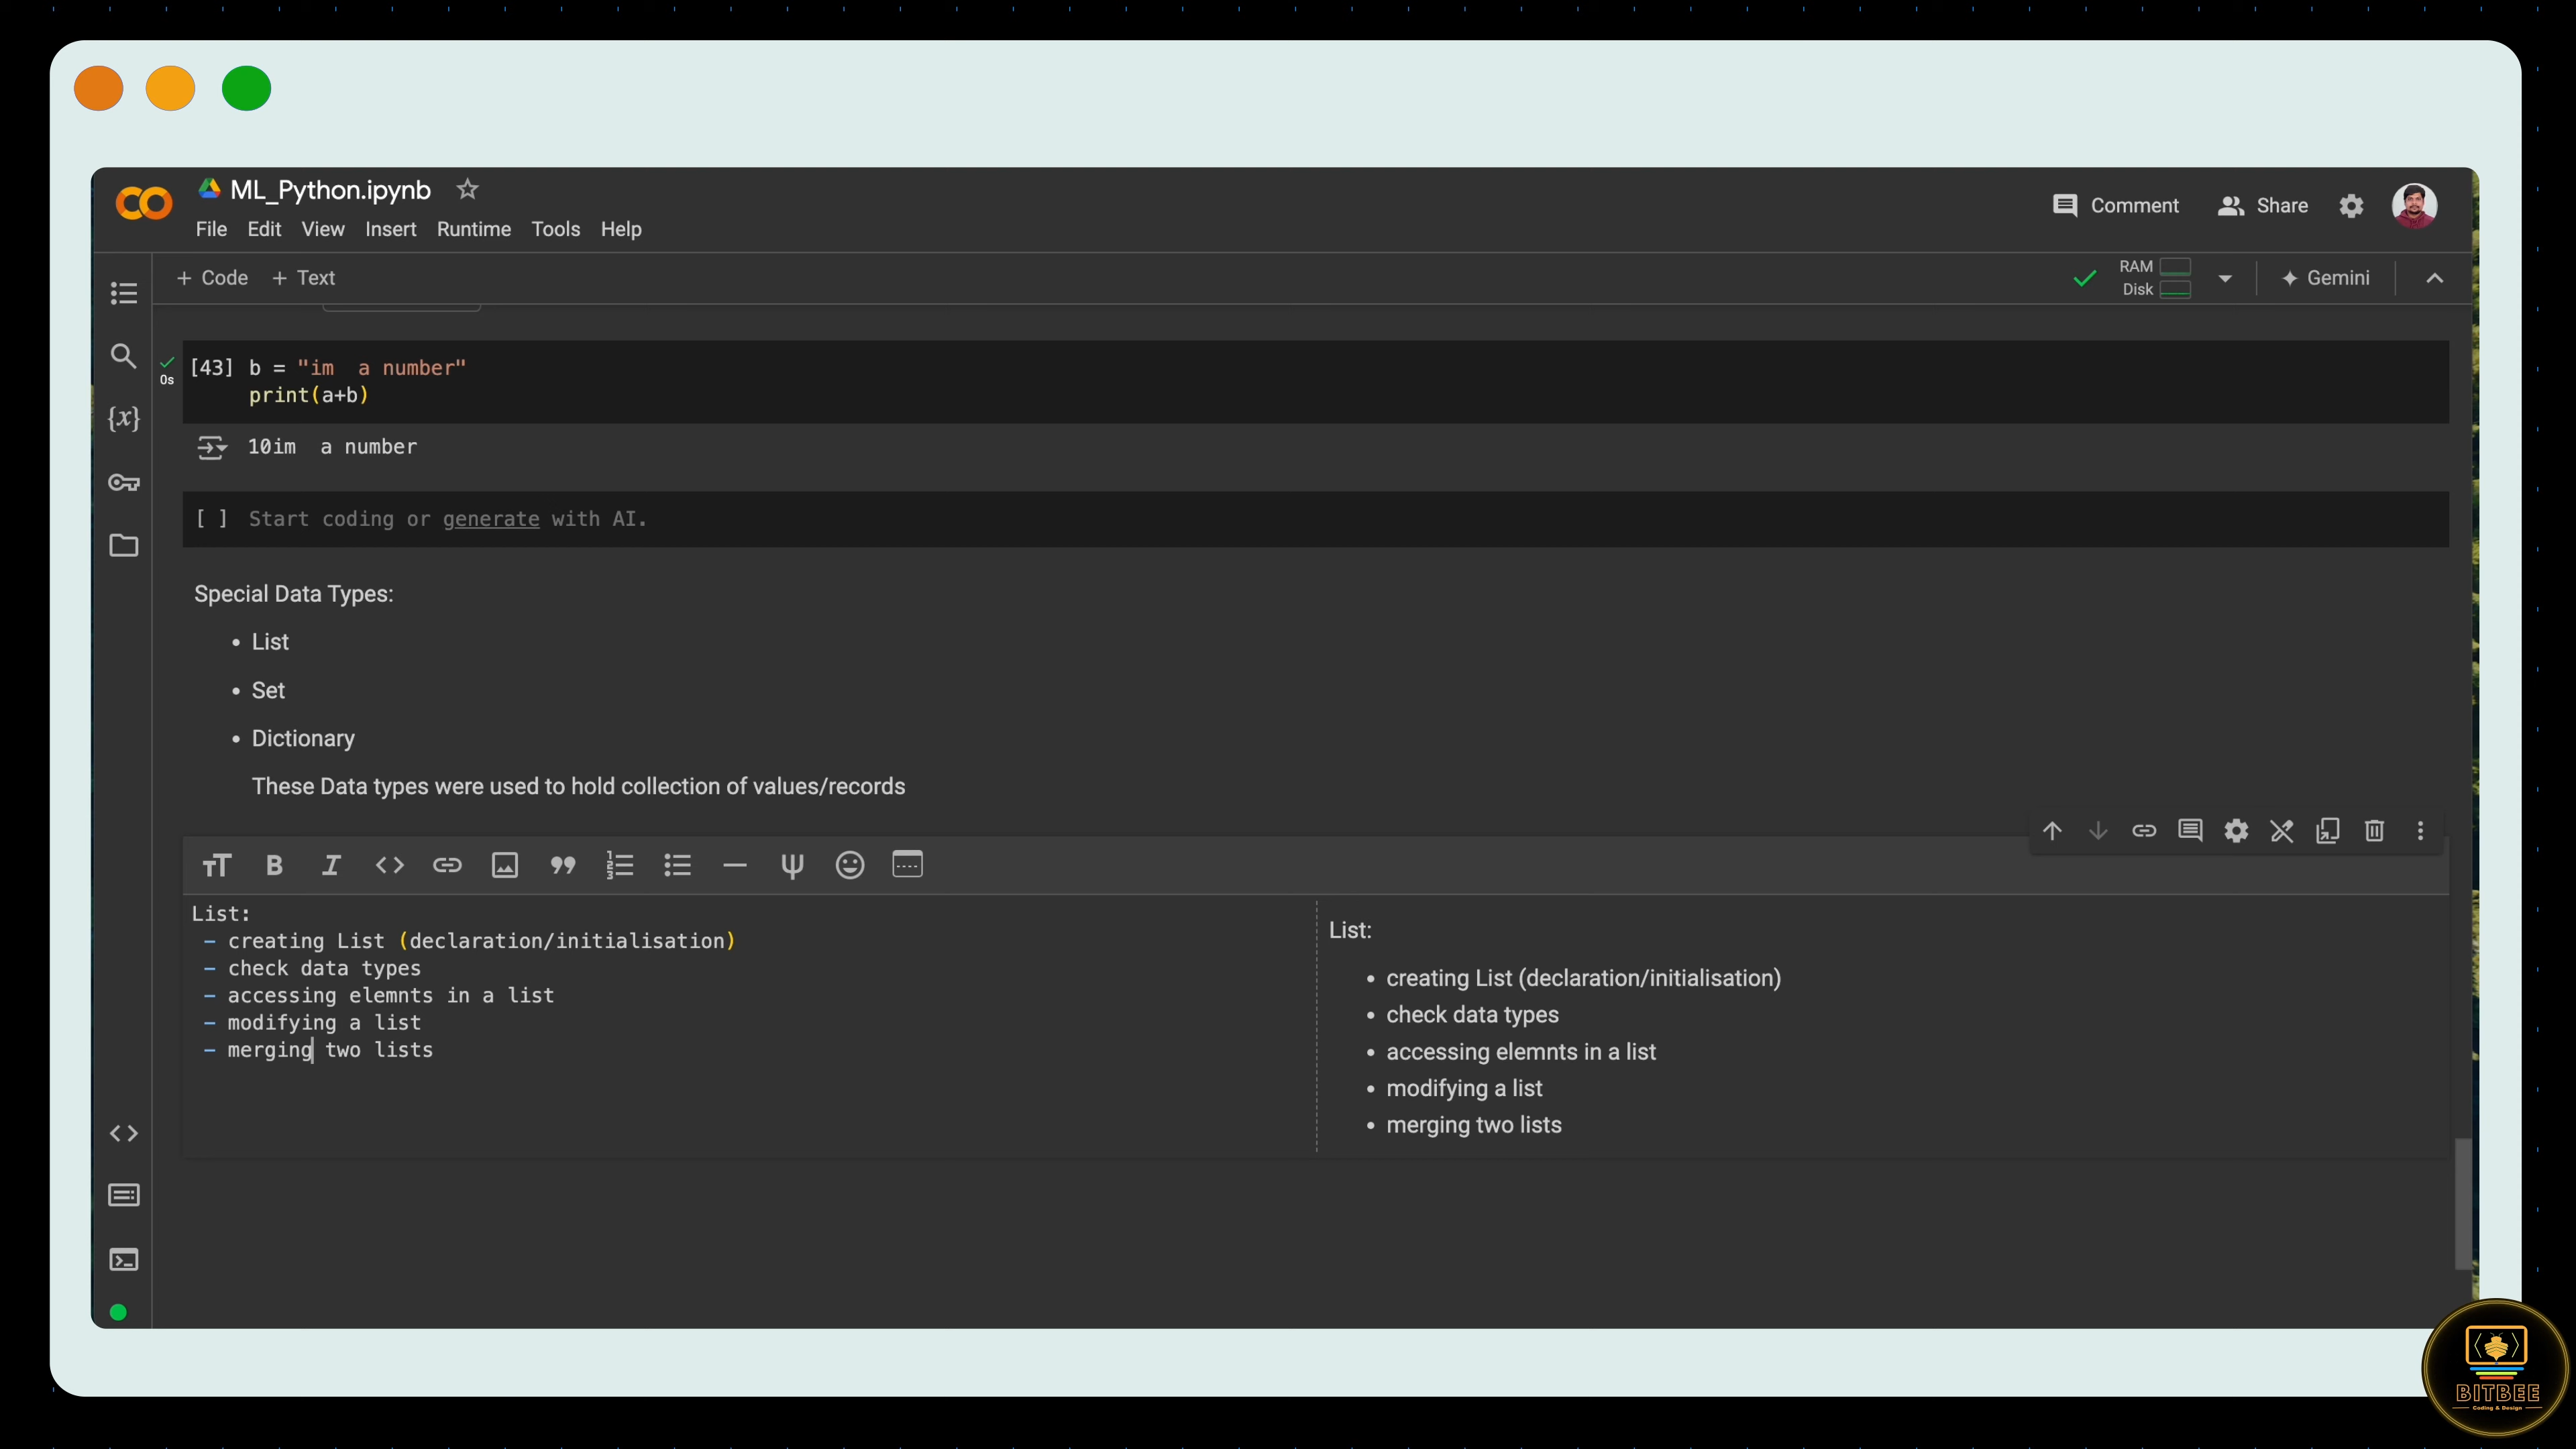 ML_Python.ipynb
File Edit View Insert Runtime Tools Help
Comment Share
+ Code + Text
RAM
Disk
Gemini
[43] b = "im  a number"
print(a+b)
0s
10im  a number
[ ] Start coding or generate with AI.
Special Data Types:
• List
• Set
• Dictionary
These Data types were used to hold collection of values/records
List:
- creating List (declaration/initialisation)
- check data types
- accessing elemnts in a list
- modifying a list
- merging two lists
List:
• creating List (declaration/initialisation)
• check data types
• accessing elemnts in a list
• modifying a list
• merging two lists
BITBEE
Coding & Design